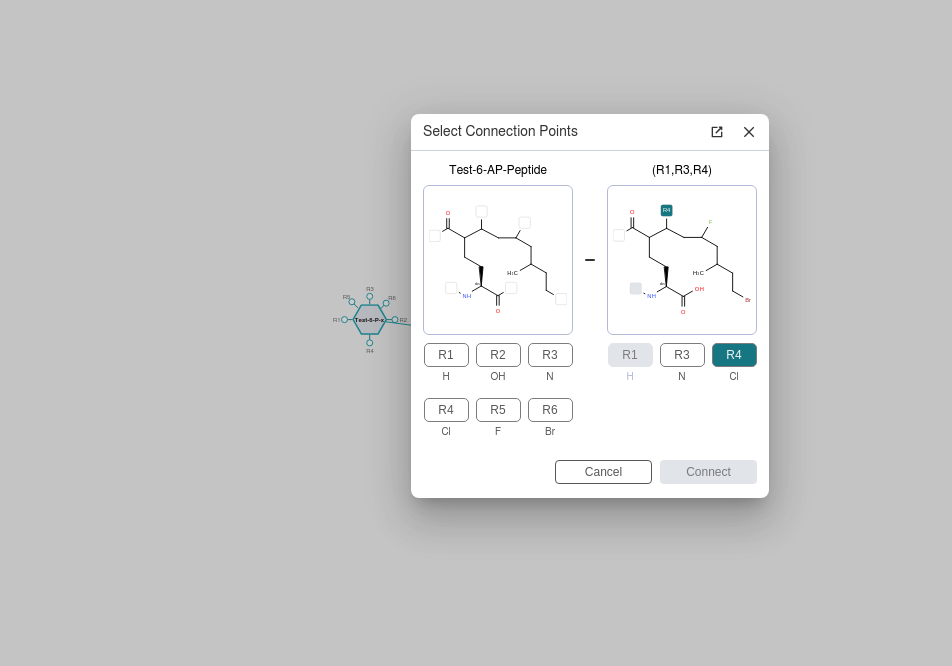 Select Connection Points
Test-6-AP-Peptide
(R1,R3,R4)
O
H₃C
NH
O
O
R4
F
H₃C
NH
OH
O
Br
R1 R2 R3
H OH N
R4 R5 R6
Cl F Br
R1 R3 R4
H N Cl
Cancel
Connect
R3
R5
R6
R1
Test-6-P-x
R2
R4